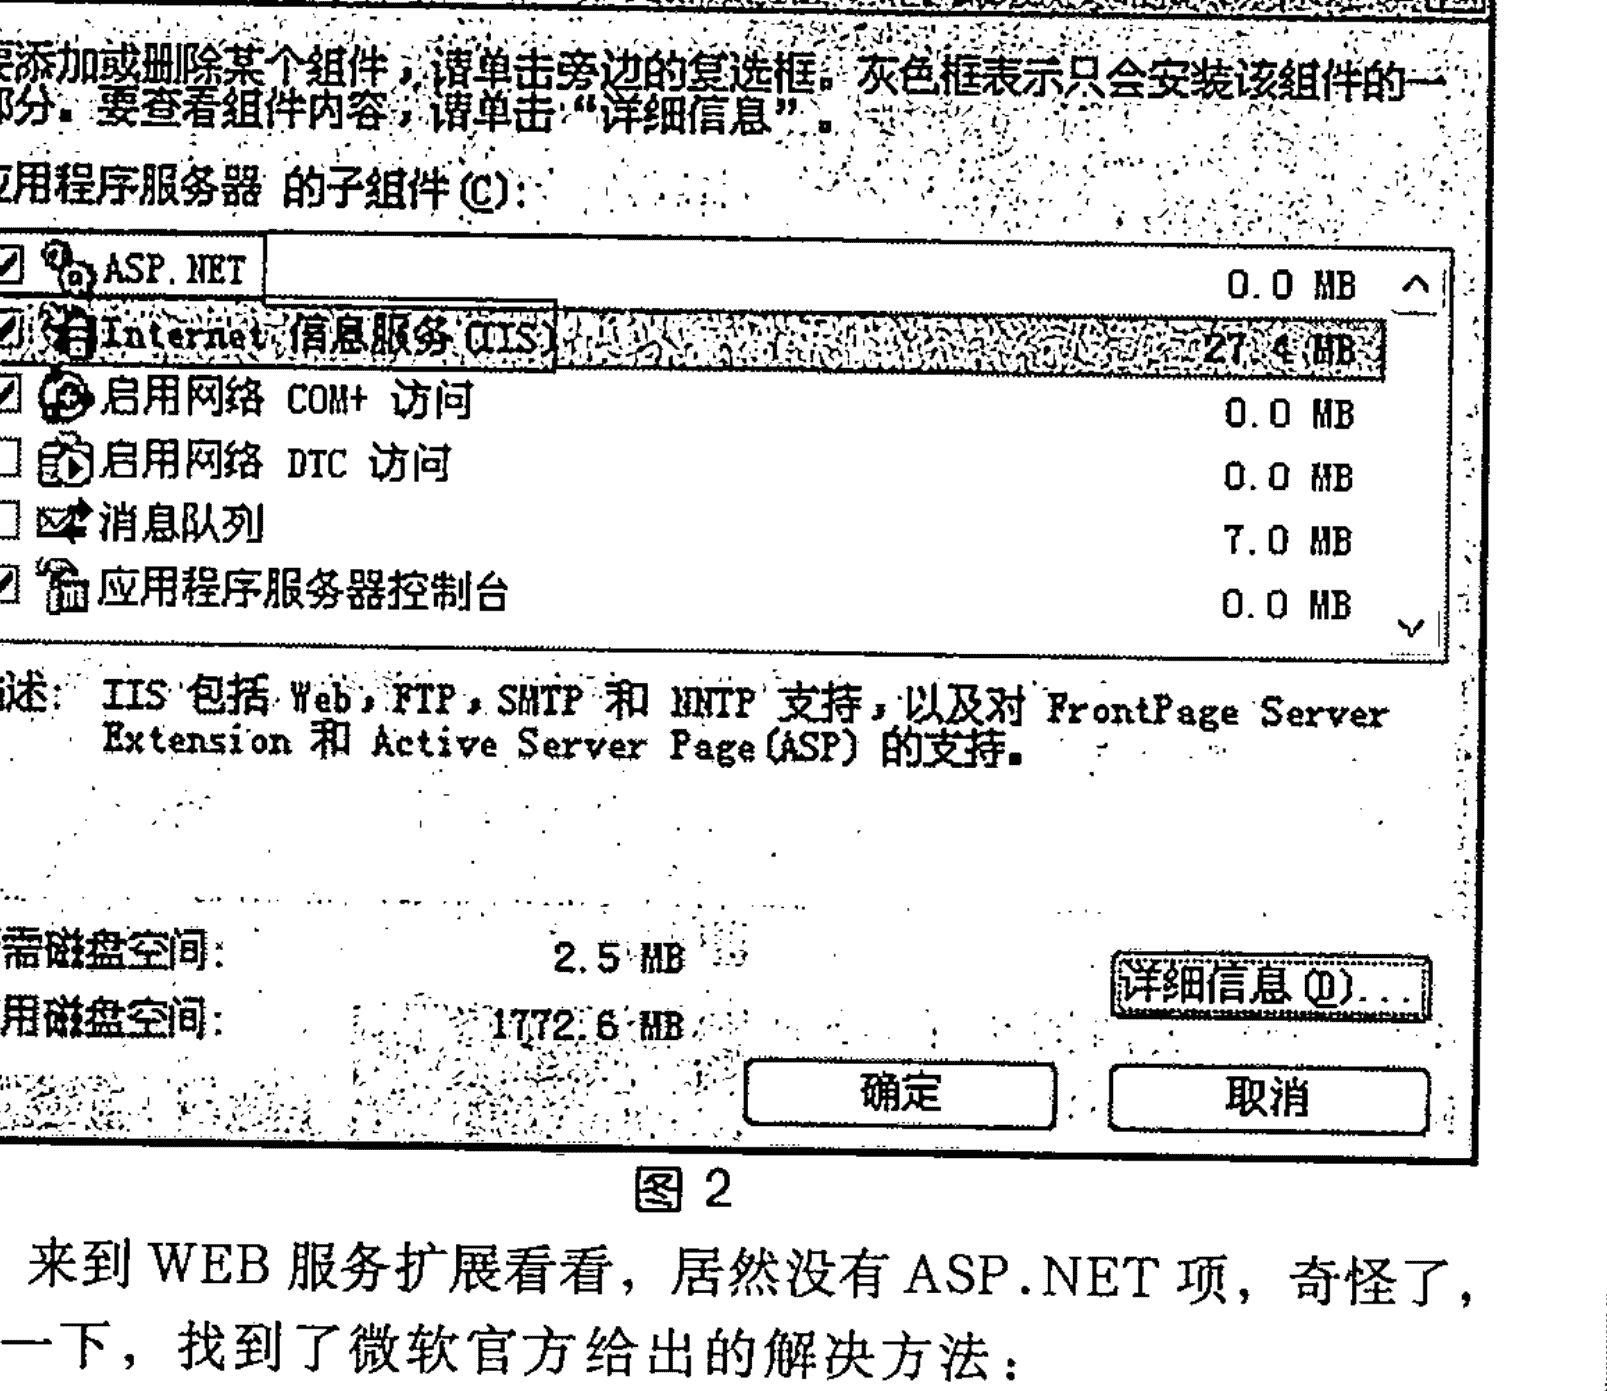 要添加或删除某个组件，请单击旁边的复选框。灰色框表示只会安装该组件的一
部分。要查看组件内容，请单击“详细信息”。
应用程序服务器 的子组件(C):
ASP.NET 0.0 MB
Internet 信息服务(IIS) 27.4 MB
启用网络 COM+ 访问 0.0 MB
启用网络 DTC 访问 0.0 MB
消息队列 7.0 MB
应用程序服务器控制台 0.0 MB
述: IIS 包括 Web，FTP，SMTP 和 NNTP 支持，以及对 FrontPage Server
Extension 和 Active Server Page(ASP) 的支持。
需磁盘空间: 2.5 MB
详细信息(D)...
用磁盘空间: 1772.6 MB
确定 取消
图 2
来到 WEB 服务扩展看看，居然没有 ASP.NET 项，奇怪了，
一下，找到了微软官方给出的解决方法：